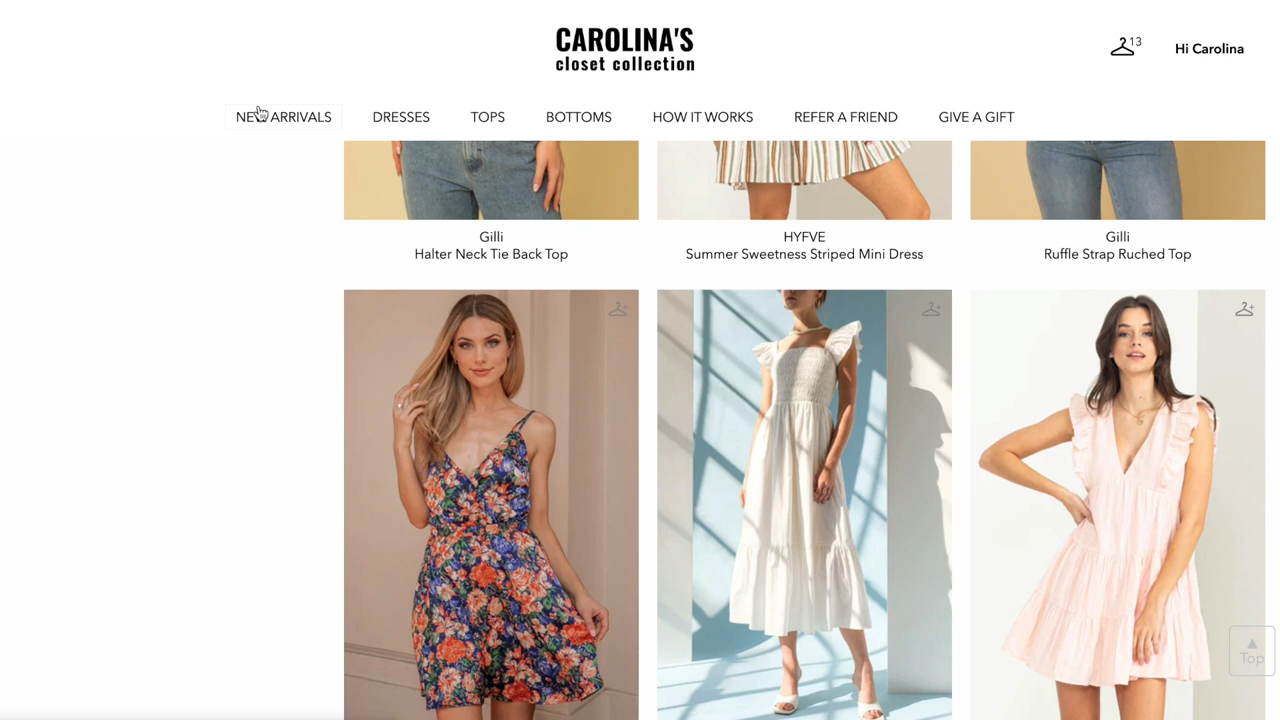 CAROLINA'S
closet collection
13
Hi Carolina
NEW ARRIVALS
DRESSES
TOPS
BOTTOMS
HOW IT WORKS
REFER A FRIEND
GIVE A GIFT
Gilli
Halter Neck Tie Back Top
HYFVE
Summer Sweetness Striped Mini Dress
Gilli
Ruffle Strap Ruched Top
Top